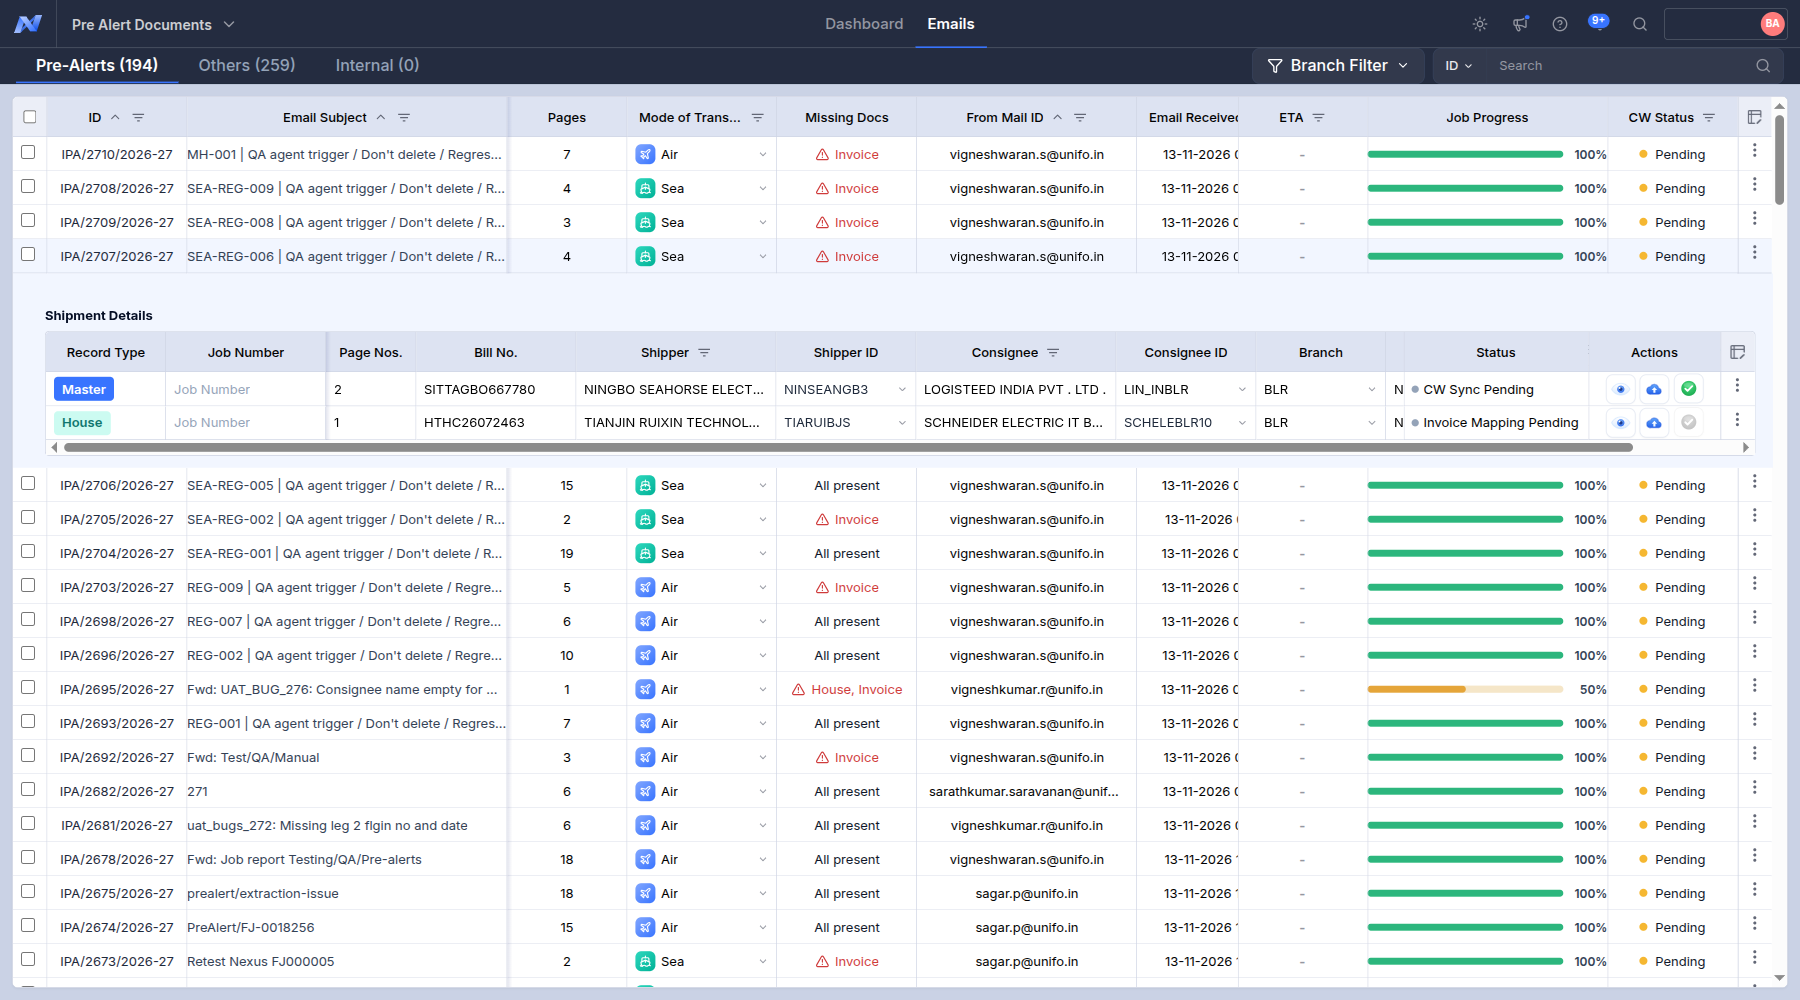 Pre Alert Documents Dashboard Emails 9+ BA
Pre-Alerts (194) Others (259) Internal (0) Branch Filter ID Search
ID Email Subject Pages Mode of Trans... Missing Docs From Mail ID Email Received ETA Job Progress CW Status
IPA/2710/2026-27 MH-001 | QA agent trigger / Don't delete / Regres... 7 Air Invoice vigneshwaran.s@unifo.in 13-11-2026 - 100% Pending
IPA/2708/2026-27 SEA-REG-009 | QA agent trigger / Don't delete / R... 4 Sea Invoice vigneshwaran.s@unifo.in 13-11-2026 - 100% Pending
IPA/2709/2026-27 SEA-REG-008 | QA agent trigger / Don't delete / R... 3 Sea Invoice vigneshwaran.s@unifo.in 13-11-2026 - 100% Pending
IPA/2707/2026-27 SEA-REG-006 | QA agent trigger / Don't delete / R... 4 Sea Invoice vigneshwaran.s@unifo.in 13-11-2026 - 100% Pending
Shipment Details
Record Type Job Number Page Nos. Bill No. Shipper Shipper ID Consignee Consignee ID Branch Status Actions
Master Job Number 2 SITTAGBO667780 NINGBO SEAHORSE ELECT... NINSEANGB3 LOGISTEED INDIA PVT . LTD . LIN_INBLR BLR N CW Sync Pending
House Job Number 1 HTHC26072463 TIANJIN RUIXIN TECHNOL... TIARUIBJS SCHNEIDER ELECTRIC IT B... SCHELEBLR10 BLR N Invoice Mapping Pending
IPA/2706/2026-27 SEA-REG-005 | QA agent trigger / Don't delete / R... 15 Sea All present vigneshwaran.s@unifo.in 13-11-2026 - 100% Pending
IPA/2705/2026-27 SEA-REG-002 | QA agent trigger / Don't delete / R... 2 Sea Invoice vigneshwaran.s@unifo.in 13-11-2026 - 100% Pending
IPA/2704/2026-27 SEA-REG-001 | QA agent trigger / Don't delete / R... 19 Sea All present vigneshwaran.s@unifo.in 13-11-2026 - 100% Pending
IPA/2703/2026-27 REG-009 | QA agent trigger / Don't delete / Regre... 5 Air Invoice vigneshwaran.s@unifo.in 13-11-2026 - 100% Pending
IPA/2698/2026-27 REG-007 | QA agent trigger / Don't delete / Regre... 6 Air All present vigneshwaran.s@unifo.in 13-11-2026 - 100% Pending
IPA/2696/2026-27 REG-002 | QA agent trigger / Don't delete / Regre... 10 Air All present vigneshwaran.s@unifo.in 13-11-2026 - 100% Pending
IPA/2695/2026-27 Fwd: UAT_BUG_276: Consignee name empty for ... 1 Air House, Invoice vigneshkumar.r@unifo.in 13-11-2026 - 50% Pending
IPA/2693/2026-27 REG-001 | QA agent trigger / Don't delete / Regres... 7 Air All present vigneshwaran.s@unifo.in 13-11-2026 - 100% Pending
IPA/2692/2026-27 Fwd: Test/QA/Manual 3 Air Invoice vigneshwaran.s@unifo.in 13-11-2026 - 100% Pending
IPA/2682/2026-27 271 6 Air All present sarathkumar.saravanan@unif... 13-11-2026 - 100% Pending
IPA/2681/2026-27 uat_bugs_272: Missing leg 2 flgin no and date 6 Air All present vigneshkumar.r@unifo.in 13-11-2026 - 100% Pending
IPA/2678/2026-27 Fwd: Job report Testing/QA/Pre-alerts 18 Air All present vigneshwaran.s@unifo.in 13-11-2026 - 100% Pending
IPA/2675/2026-27 prealert/extraction-issue 18 Air All present sagar.p@unifo.in 13-11-2026 - 100% Pending
IPA/2674/2026-27 PreAlert/FJ-0018256 15 Air All present sagar.p@unifo.in 13-11-2026 - 100% Pending
IPA/2673/2026-27 Retest Nexus FJ000005 2 Sea Invoice sagar.p@unifo.in 13-11-2026 - 100% Pending